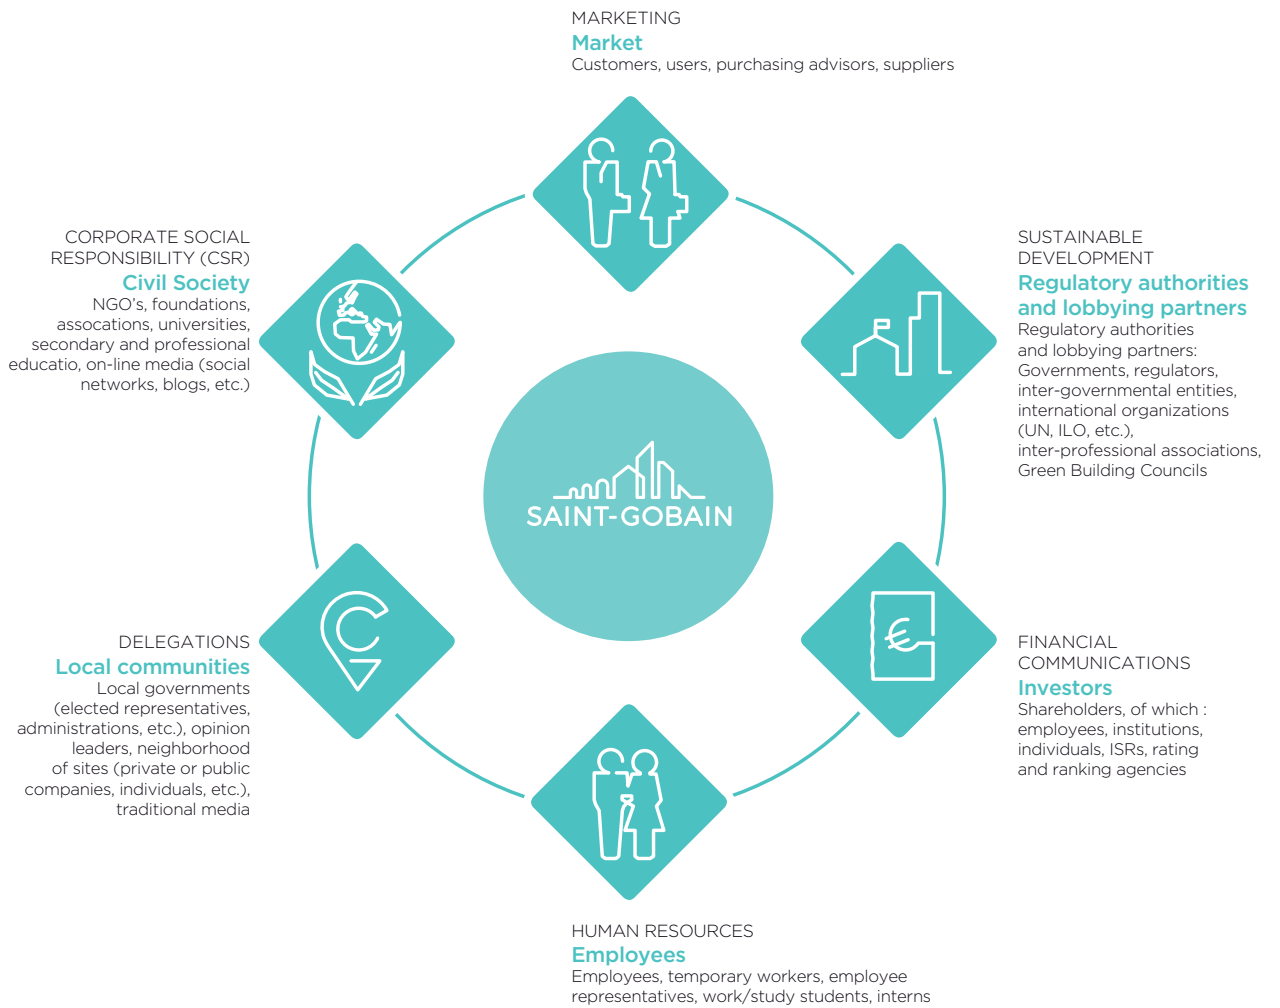 MARKETING
Market
Customers, users, purchasing advisors, suppliers
CORPORATE SOCIAL
RESPONSIBILITY (CSR)
Civil Society
NGO's, foundations,
assocations, universities,
secondary and professional
educatio, on-line media (social
networks, blogs, etc.)
SUSTAINABLE
DEVELOPMENT
Regulatory authorities
and lobbying partners
Regulatory authorities
and lobbying partners:
Governments, regulators,
inter-governmental entities,
international organizations
(UN, ILO, etc.),
inter-professional associations,
Green Building Councils
SAINT-GOBAIN
DELEGATIONS
Local communities
Local governments
(elected representatives,
administrations, etc.), opinion
leaders, neighborhood
of sites (private or public
companies, individuals, etc.),
traditional media
€
FINANCIAL
COMMUNICATIONS
Investors
Shareholders, of which :
employees, institutions,
individuals, ISRs, rating
and ranking agencies
HUMAN RESOURCES
Employees
Employees, temporary workers, employee
representatives, work/study students, interns